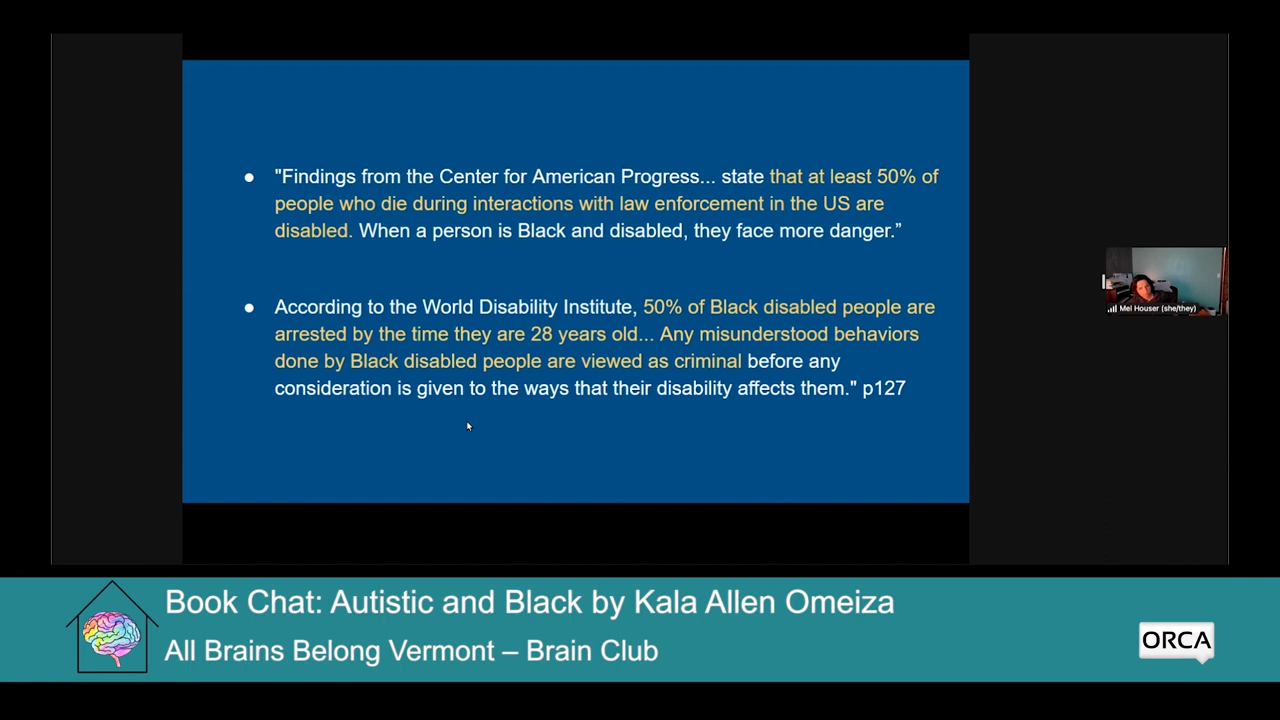 ● "Findings from the Center for American Progress... state that at least 50% of
people who die during interactions with law enforcement in the US are
disabled. When a person is Black and disabled, they face more danger.”
● According to the World Disability Institute, 50% of Black disabled people are
arrested by the time they are 28 years old... Any misunderstood behaviors
done by Black disabled people are viewed as criminal before any
consideration is given to the ways that their disability affects them." p127
Mel Houser (she/they)
Book Chat: Autistic and Black by Kala Allen Omeiza
All Brains Belong Vermont – Brain Club
ORCA